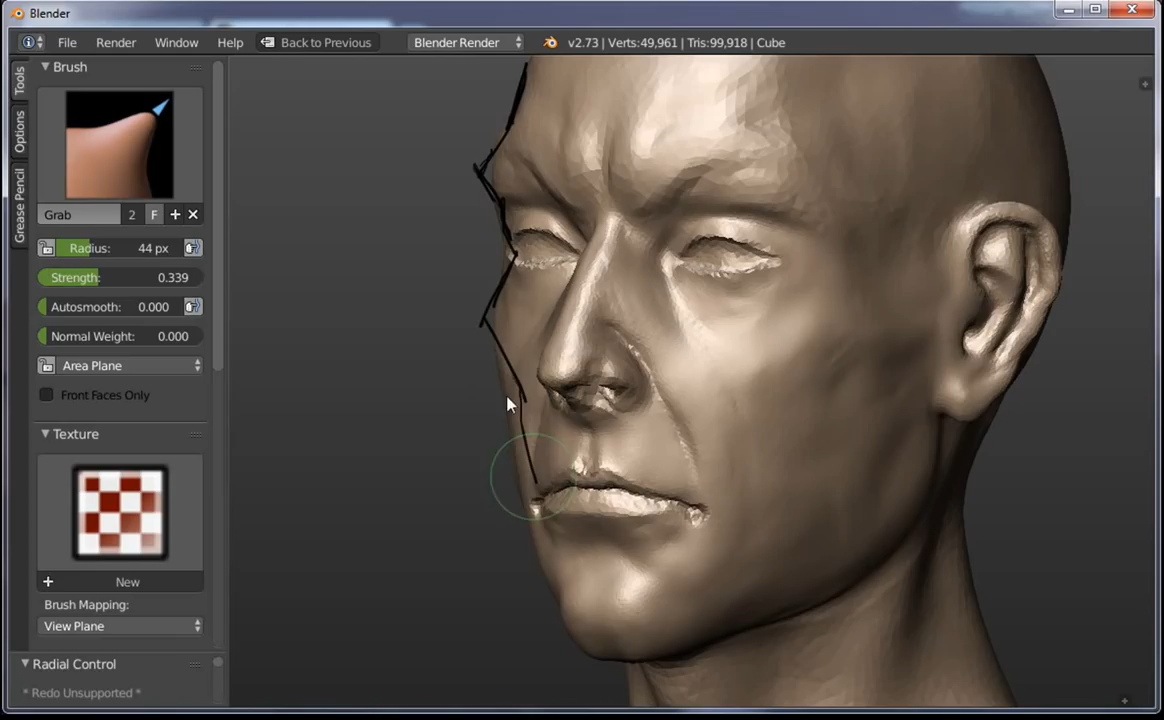 Blender
File Render Window Help Back to Previous Blender Render v2.73 | Verts:49,961 | Tris:99,918 | Cube
Tools
Options
Grease Pencil
Brush
Grab 2 F
Radius: 44 px
Strength: 0.339
Autosmooth: 0.000
Normal Weight: 0.000
Area Plane
Front Faces Only
Texture
New
Brush Mapping:
View Plane
Radial Control
* Redo Unsupported *